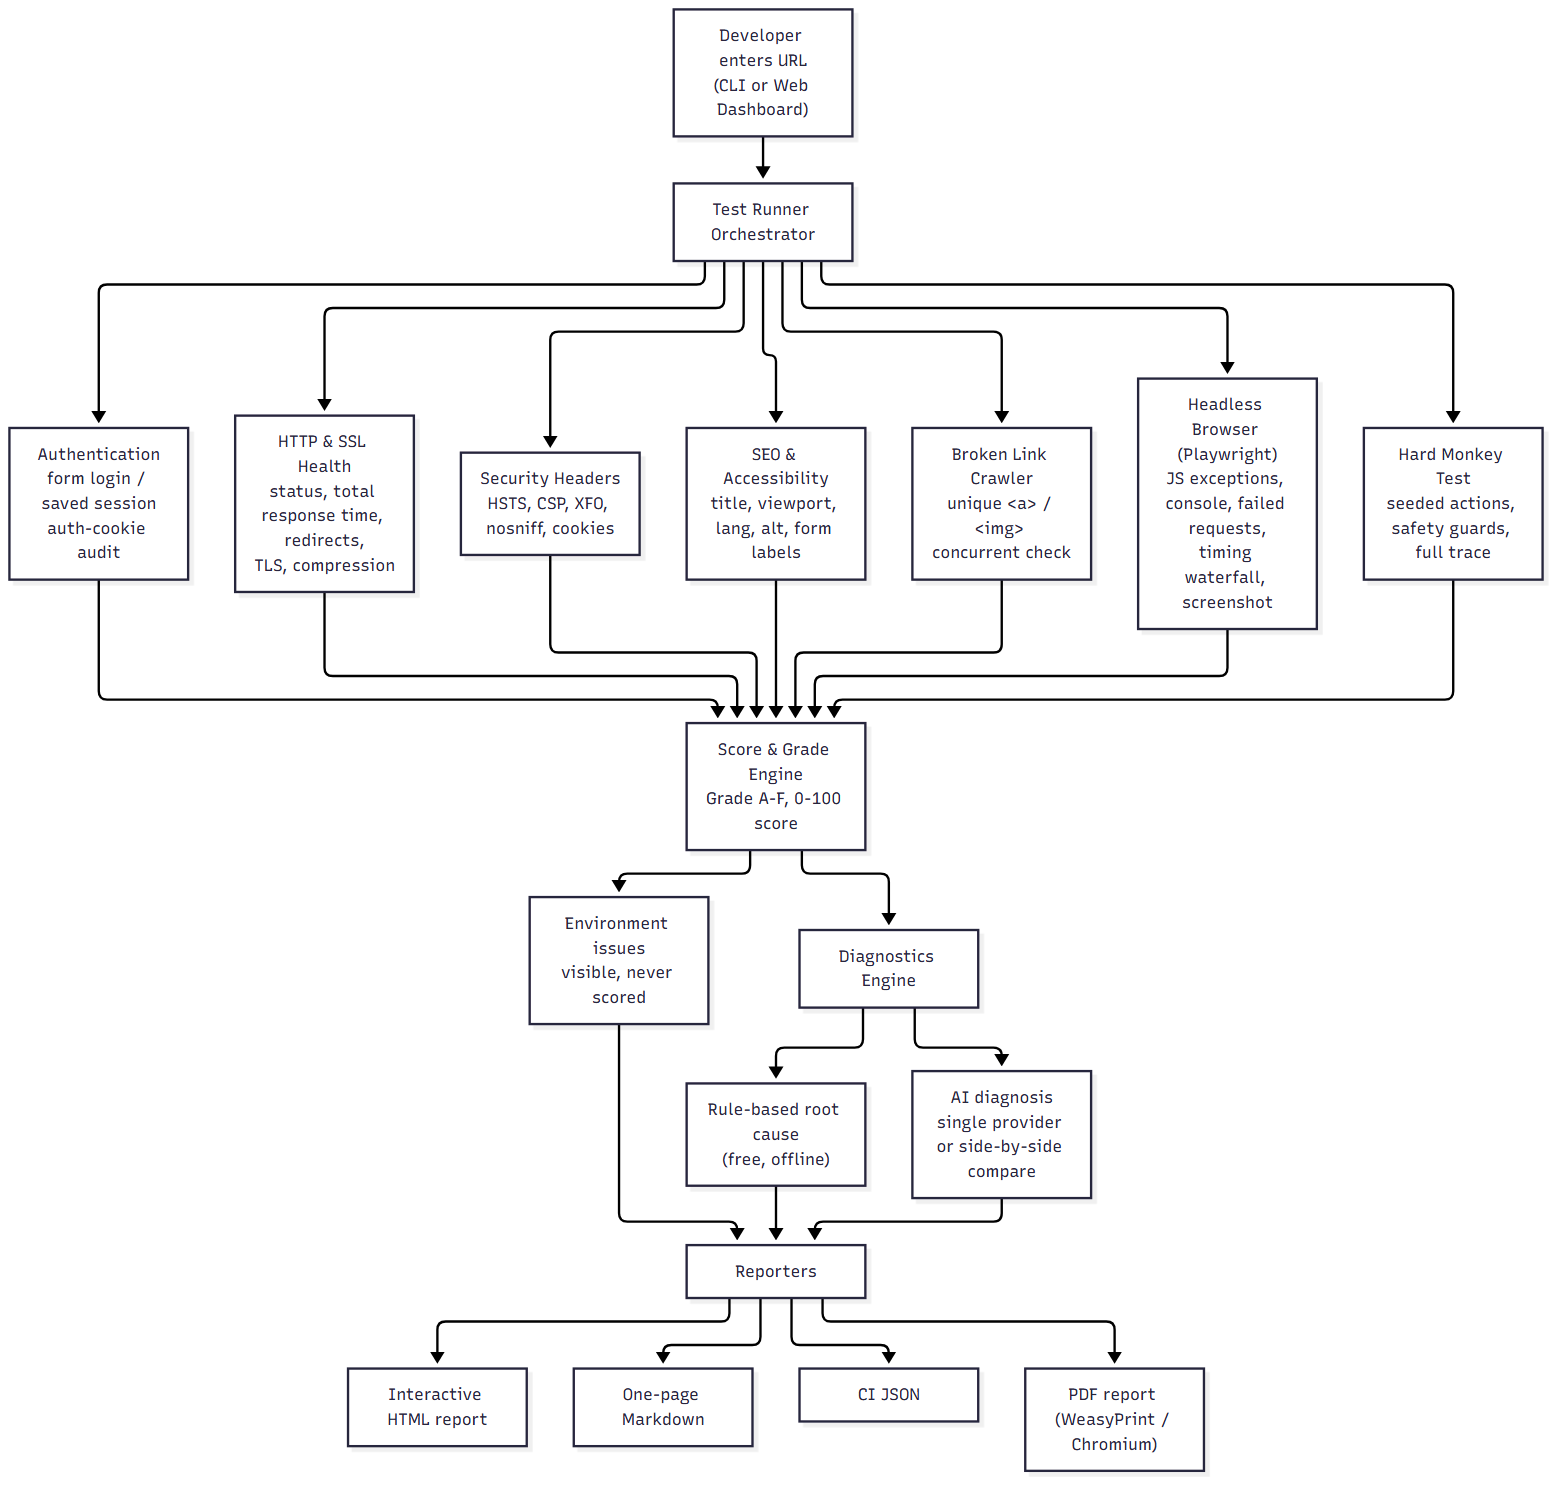 Developer
enters URL
(CLI or Web
Dashboard)
Test Runner
Orchestrator
Authentication
form login /
saved session
auth-cookie
audit
HTTP & SSL
Health
status, total
response time,
redirects,
TLS, compression
Security Headers
HSTS, CSP, XFO,
nosniff, cookies
SEO &
Accessibility
title, viewport,
lang, alt, form
labels
Broken Link
Crawler
unique <a> /
<img>
concurrent check
Headless
Browser
(Playwright)
JS exceptions,
console, failed
requests,
timing
waterfall,
screenshot
Hard Monkey
Test
seeded actions,
safety guards,
full trace
Score & Grade
Engine
Grade A-F, 0-100
score
Environment
issues
visible, never
scored
Diagnostics
Engine
Rule-based root
cause
(free, offline)
AI diagnosis
single provider
or side-by-side
compare
Reporters
Interactive
HTML report
One-page
Markdown
CI JSON
PDF report
(WeasyPrint /
Chromium)